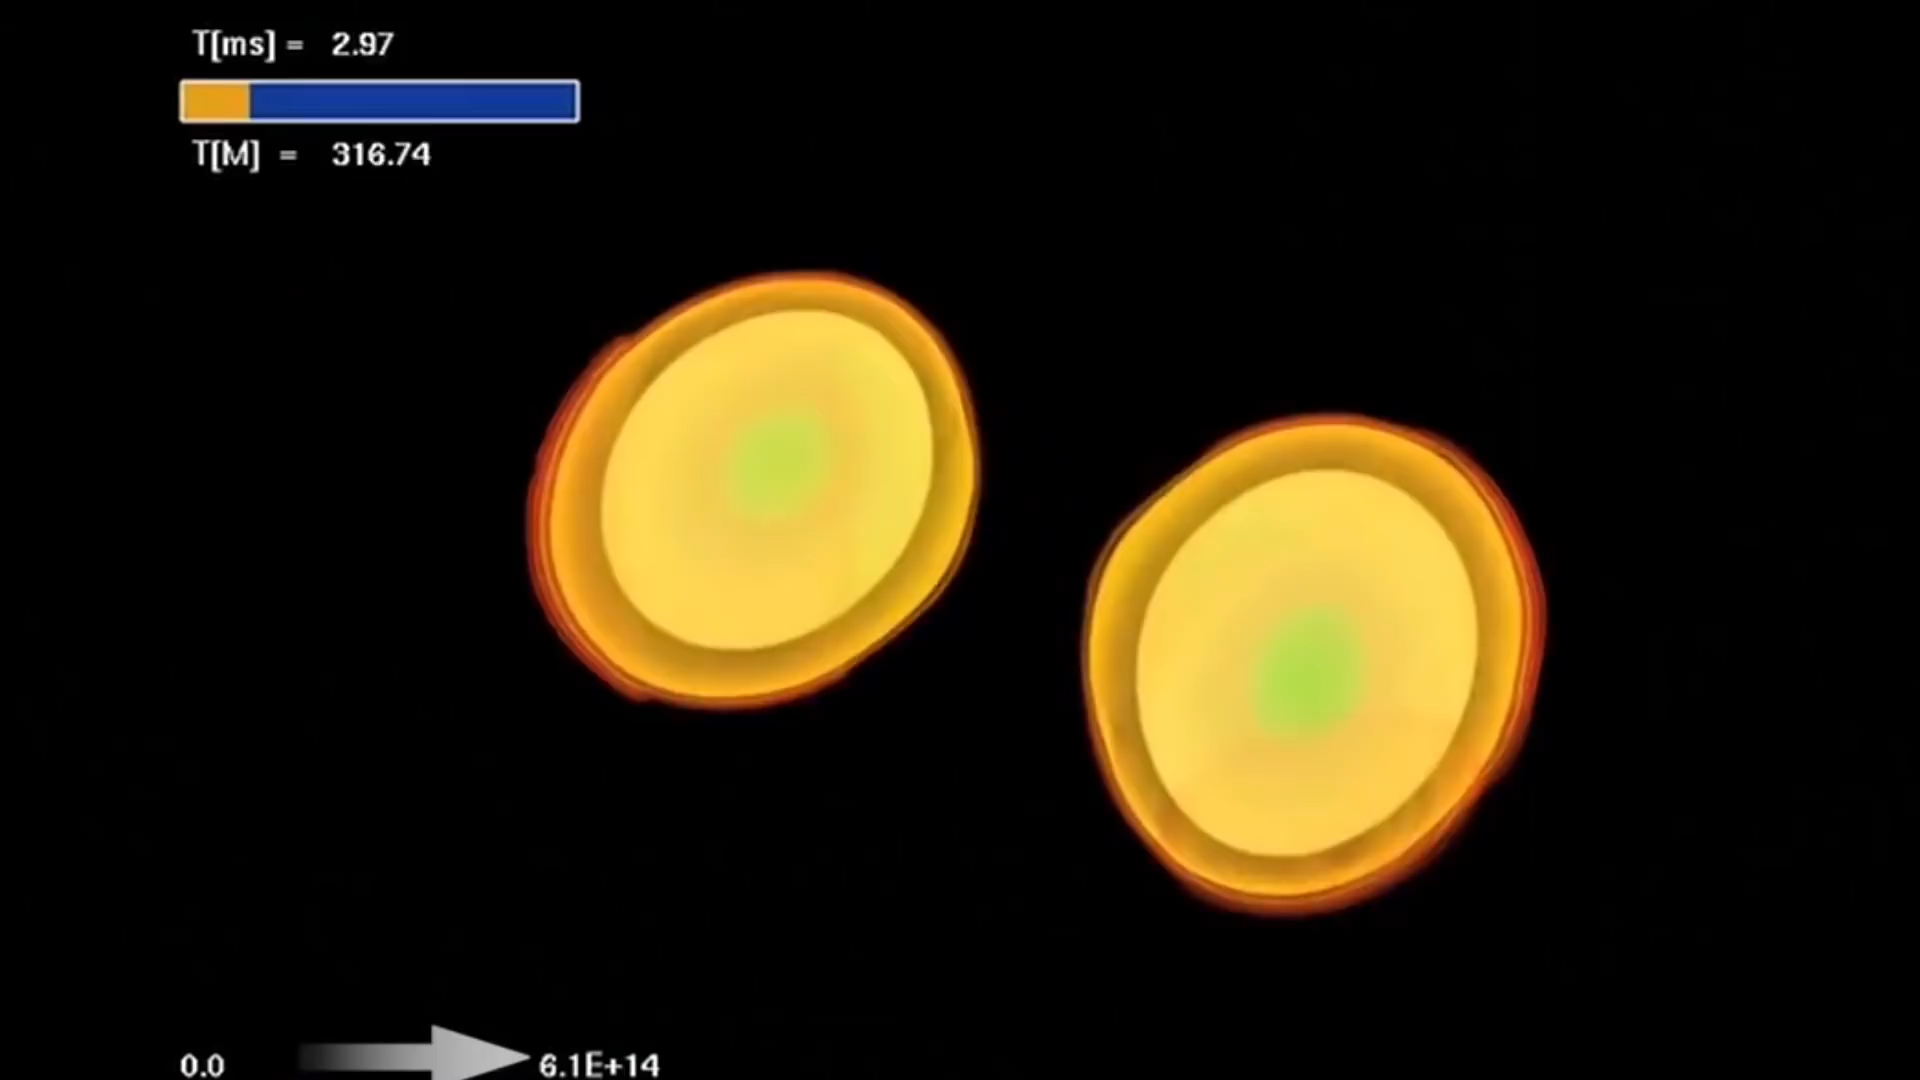 T[ms] = 2.97
T[M] = 316.74
0.0 6.1E+14